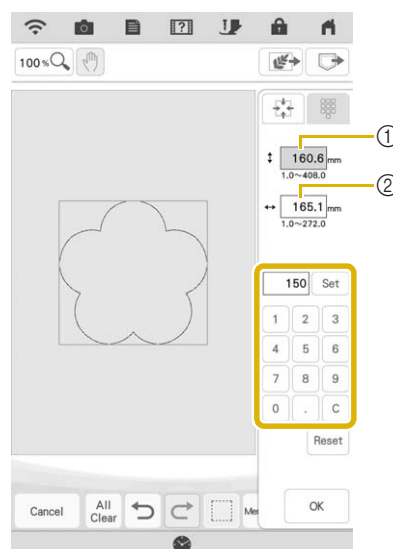 100 %
①
↕ 160.6 mm
1.0~408.0
②
↔ 165.1 mm
1.0~272.0
150 Set
1 2 3
4 5 6
7 8 9
0 . C
Reset
Cancel All Clear Me OK